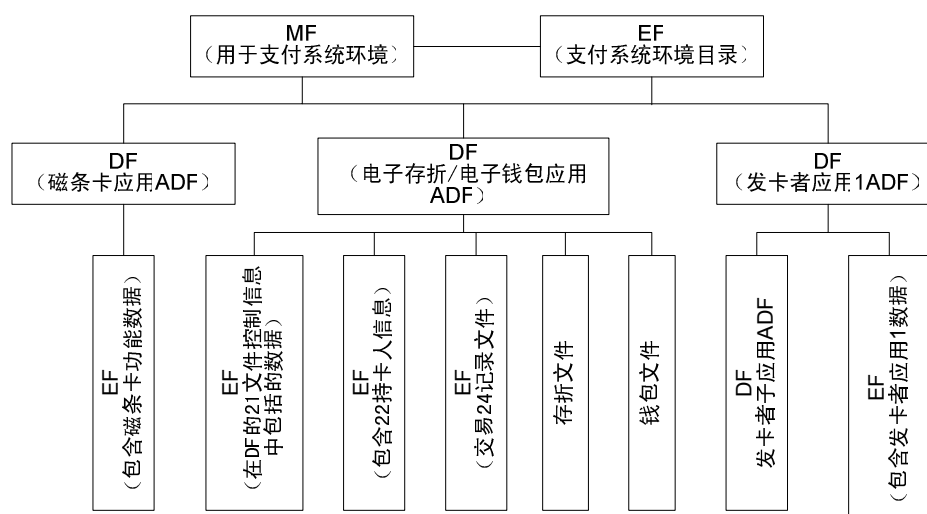 MF
（用于支付系统环境）
EF
（支付系统环境目录）
DF
（磁条卡应用ADF）
DF
（电子存折/电子钱包应用
ADF）
DF
（发卡者应用1ADF）
EF
（包含磁条卡功能数据）
EF
（在DF的21文件控制信息
中包括的数据）
EF
（包含22持卡人信息）
EF
（交易24记录文件）
存折文件
钱包文件
DF
发卡者子应用ADF
EF
（包含发卡者应用1数据）